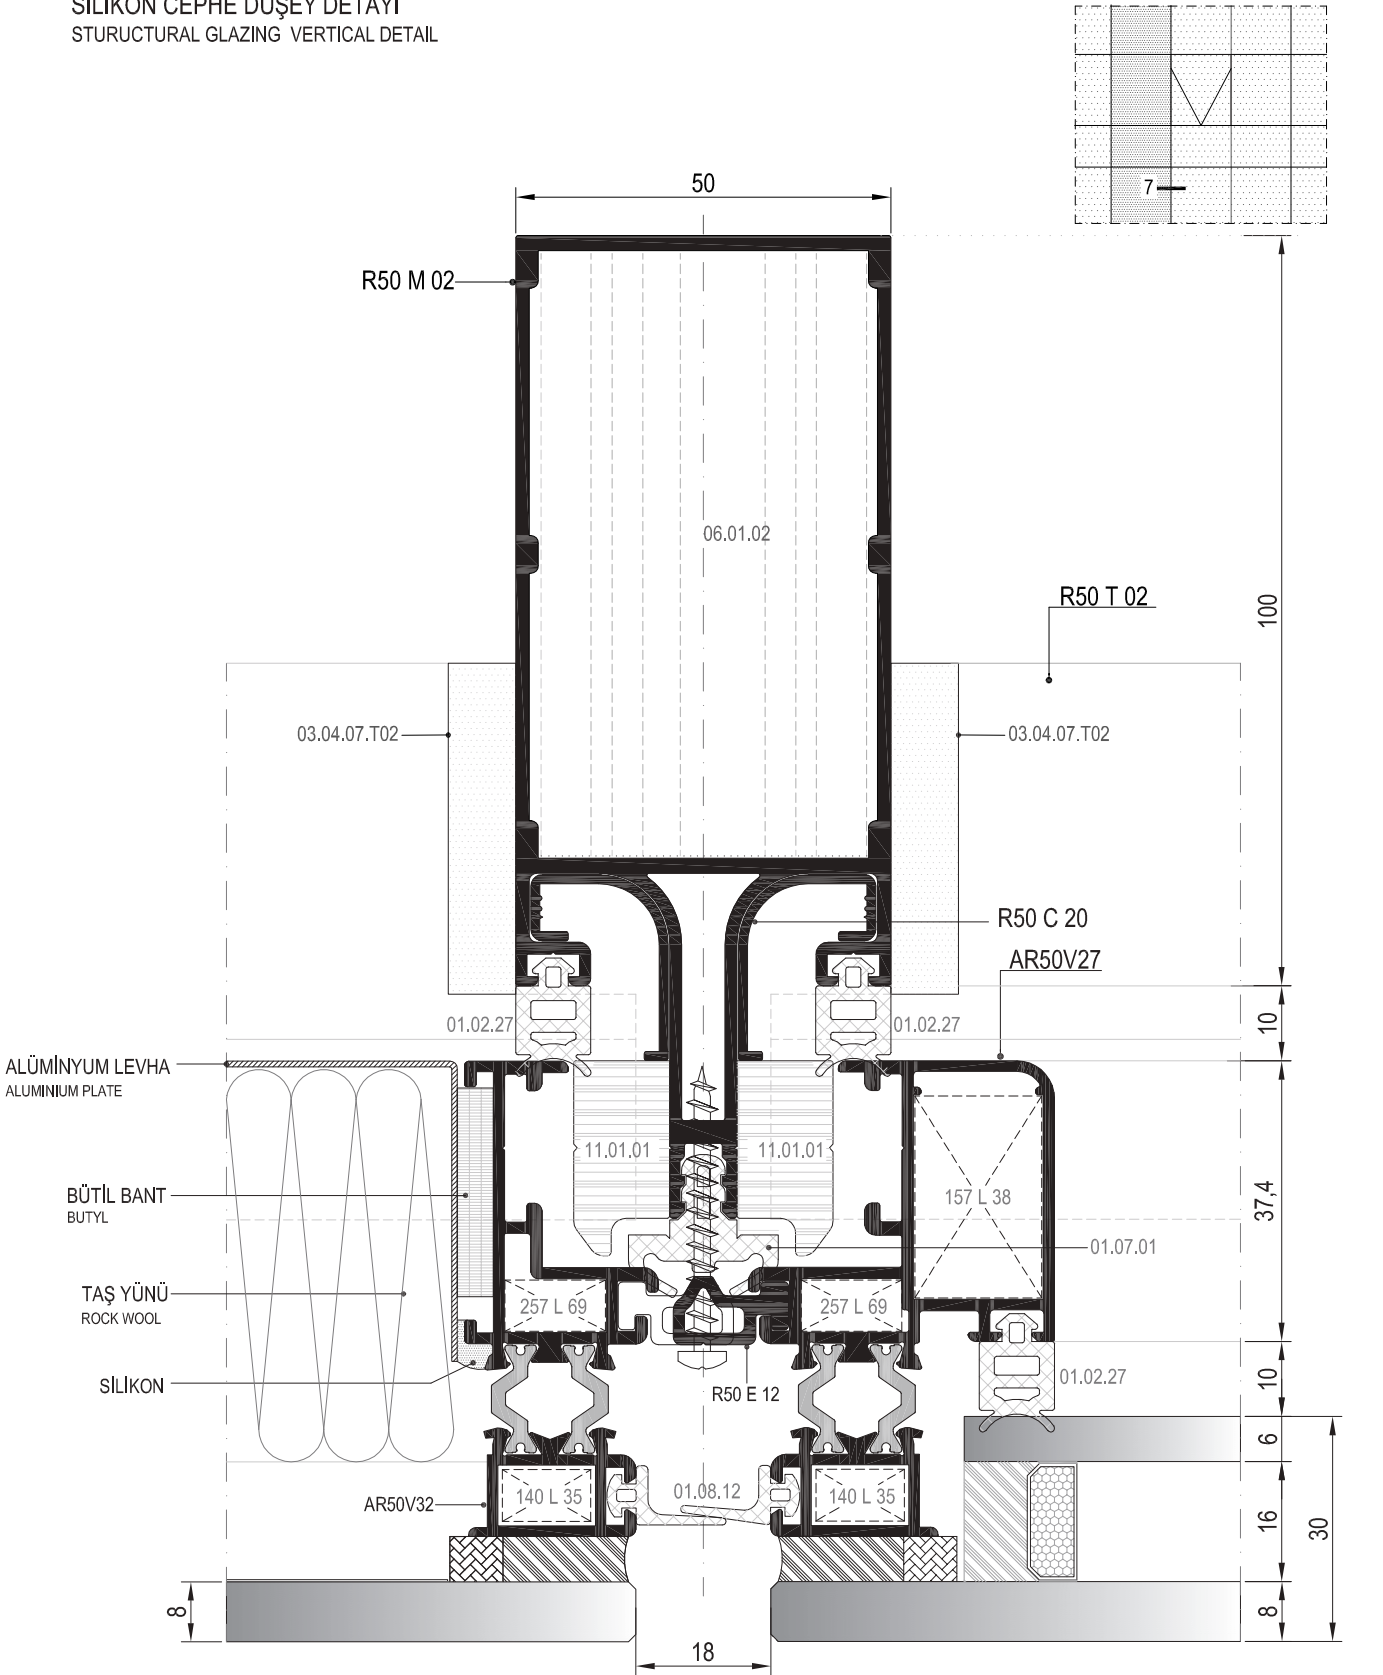 SİLİKON CEPHE DÜŞEY DETAYI
STURUCTURAL GLAZING VERTICAL DETAIL
7
50
R50 M 02
06.01.02
R50 T 02
100
03.04.07.T02
03.04.07.T02
R50 C 20
AR50V27
01.02.27
01.02.27
10
ALÜMİNYUM LEVHA
ALUMINIUM PLATE
11.01.01
11.01.01
BÜTİL BANT
BUTYL
157 L 38
37,4
01.07.01
TAŞ YÜNÜ
ROCK WOOL
257 L 69
257 L 69
SİLİKON
R50 E 12
01.02.27
10
6
AR50V32
140 L 35
01.08.12
140 L 35
16
30
8
8
18